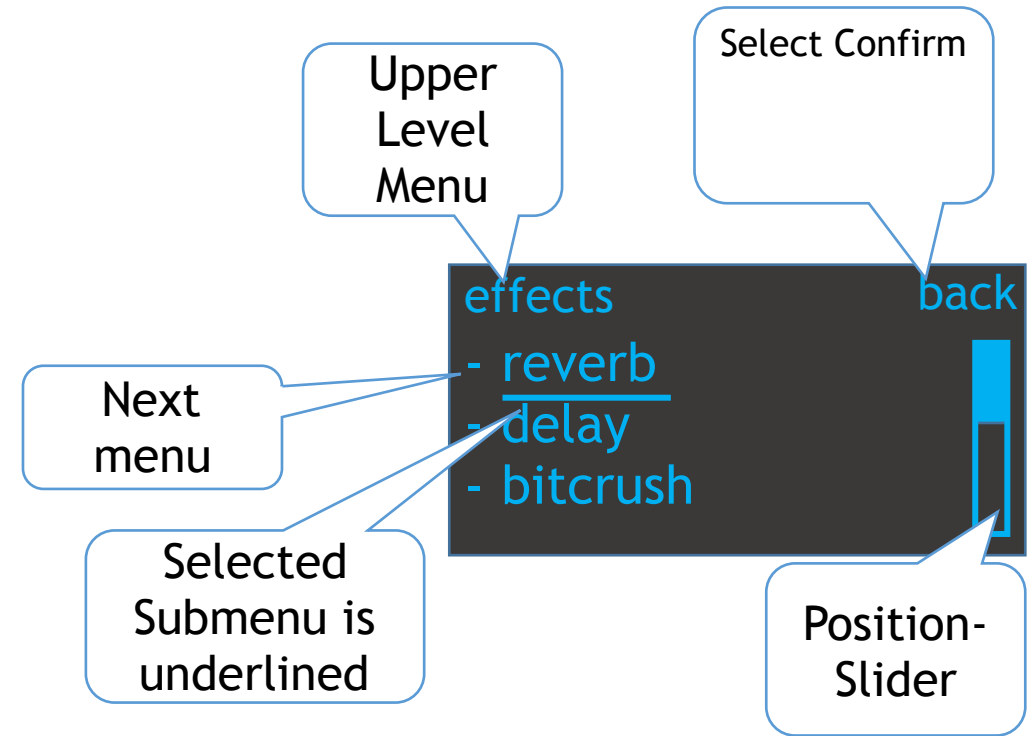 Upper
Level
Menu
Select Confirm
effects
back
- reverb
- delay
- bitcrush
Next
menu
Selected
Submenu is
underlined
Position-
Slider